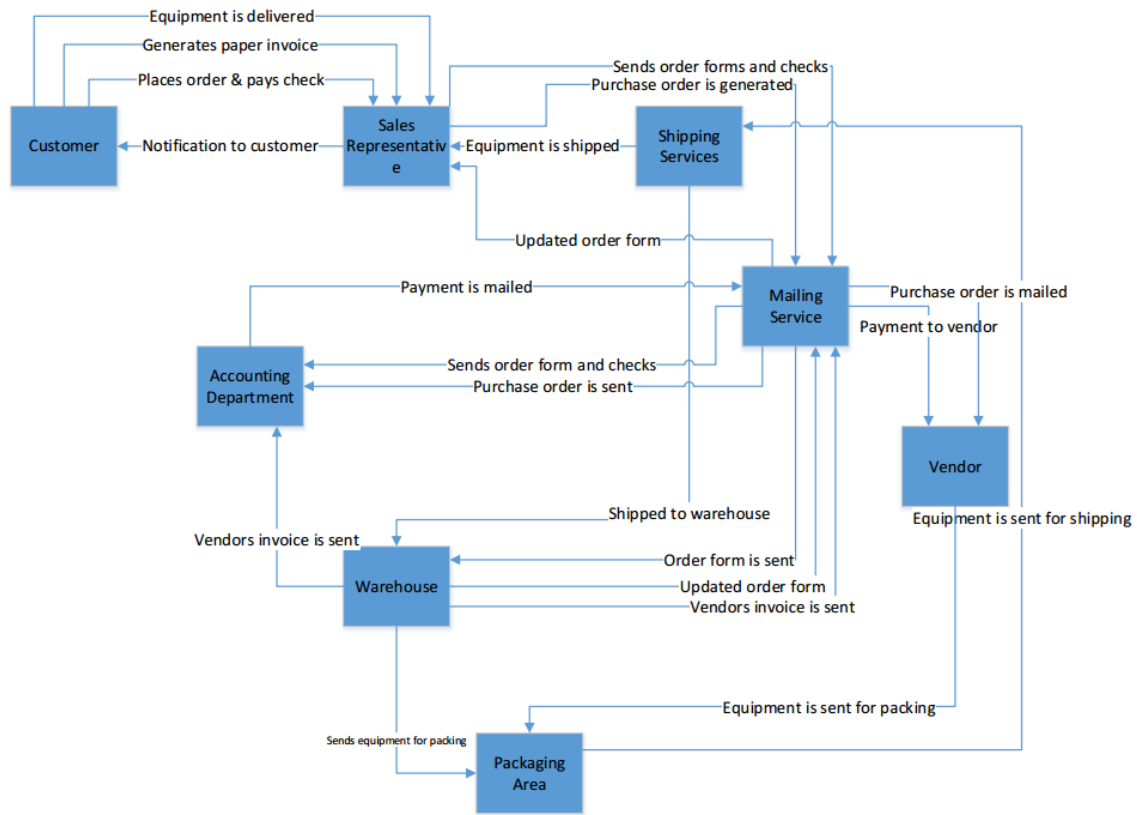 Equipment is delivered
Generates paper invoice
Places order & pays check
Sends order forms and checks
Purchase order is generated
Customer
Notification to customer
Sales
Representativ
e
Equipment is shipped
Shipping
Services
Updated order form
Payment is mailed
Mailing
Service
Purchase order is mailed
Payment to vendor
Sends order form and checks
Purchase order is sent
Accounting
Department
Vendor
Shipped to warehouse
Equipment is sent for shipping
Vendors invoice is sent
Order form is sent
Warehouse
Updated order form
Vendors invoice is sent
Equipment is sent for packing
Sends equipment for packing
Packaging
Area